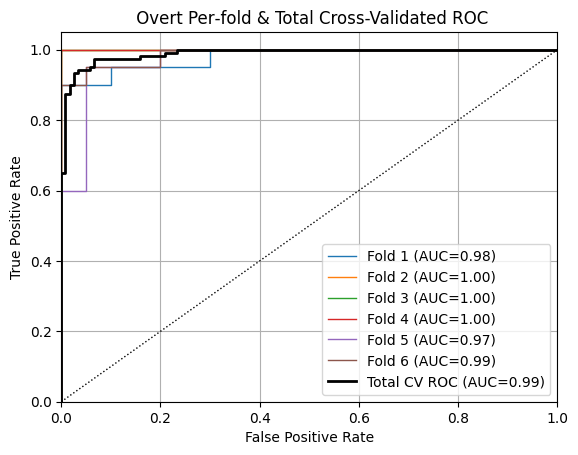 Overt Per-fold & Total Cross-Validated ROC
1.0
0.8
0.6
0.4
0.2
0.0
True Positive Rate
Fold 1 (AUC=0.98)
Fold 2 (AUC=1.00)
Fold 3 (AUC=1.00)
Fold 4 (AUC=1.00)
Fold 5 (AUC=0.97)
Fold 6 (AUC=0.99)
Total CV ROC (AUC=0.99)
0.0 0.2 0.4 0.6 0.8 1.0
False Positive Rate